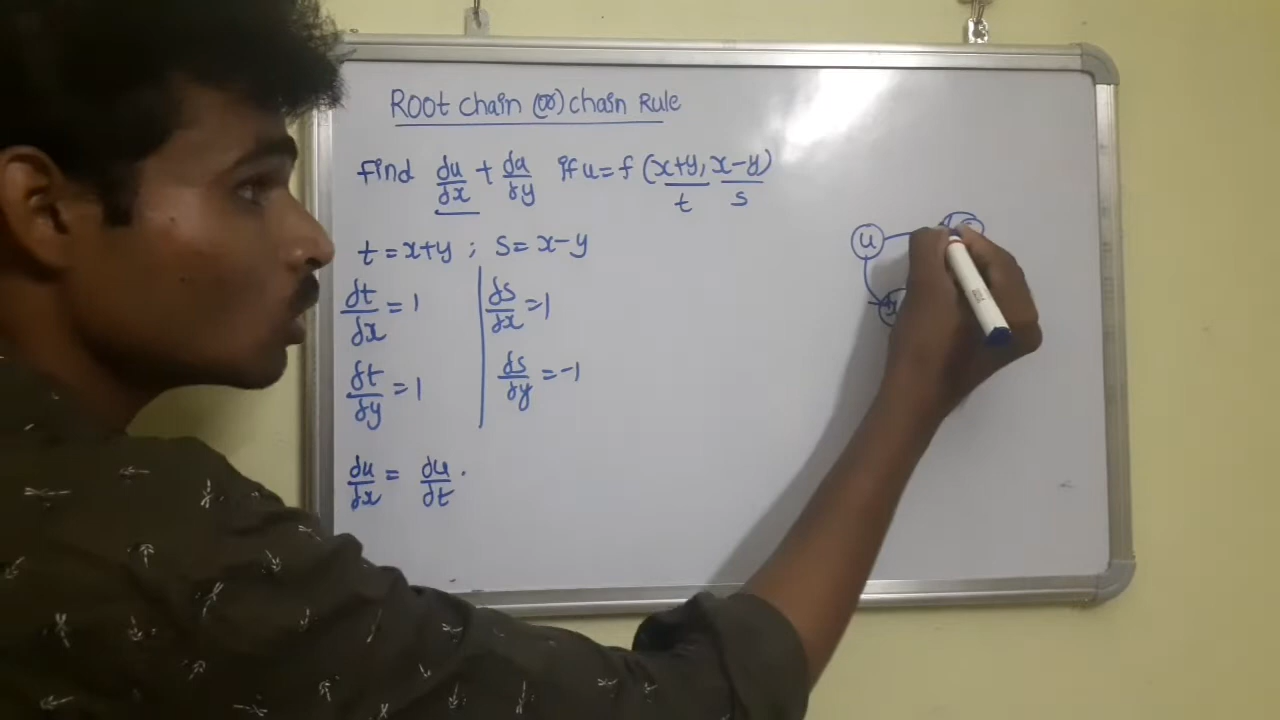 Root chain (or) chain Rule
Find ∂u/∂x + ∂u/∂y if u = f (x+y, x-y)
t s
t = x+y ; s = x-y
∂t/∂x = 1 ∂s/∂x = 1
∂t/∂y = 1 ∂s/∂y = -1
∂u/∂x = ∂u/∂t .
u